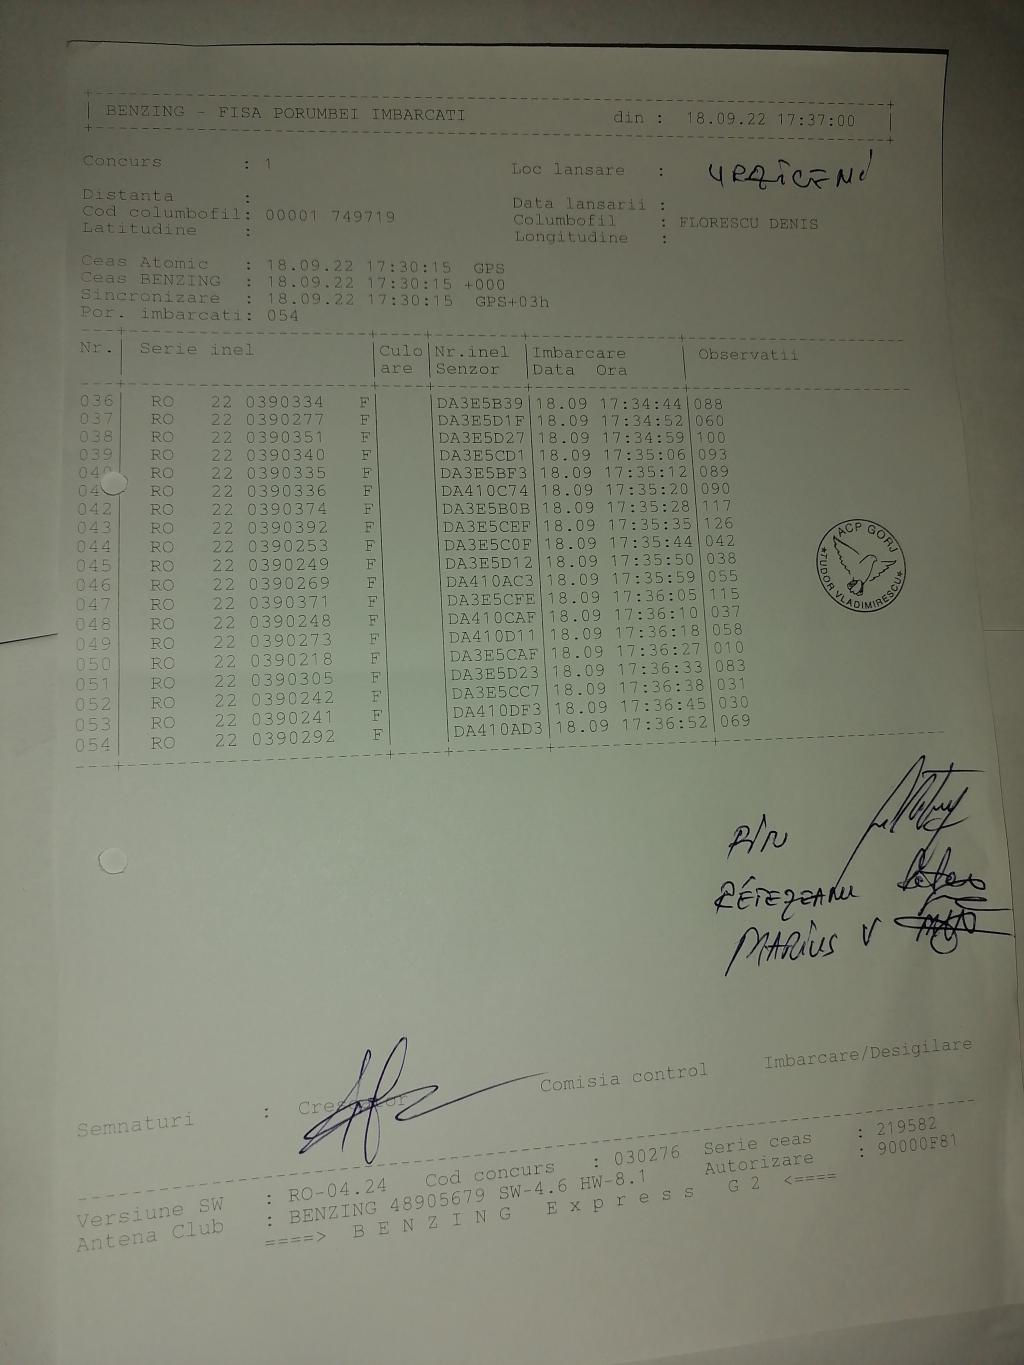 BENZING - FISA PORUMBEI IMBARCATI din : 18.09.22 17:37:00
Concurs : 1 Loc lansare : URZICENI
Distanta : Data lansarii :
Cod columbofil: 00001 749719 Columbofil : FLORESCU DENIS
Latitudine : Longitudine :
Ceas Atomic : 18.09.22 17:30:15 GPS
Ceas BENZING : 18.09.22 17:30:15 +000
Sincronizare : 18.09.22 17:30:15 GPS+03h
Por. imbarcati: 054
Nr. Serie inel Culo Nr.inel Imbarcare Observatii
are Senzor Data Ora
036 RO 22 0390334 F DA3E5B39 18.09 17:34:44 088
037 RO 22 0390277 F DA3E5D1F 18.09 17:34:52 060
038 RO 22 0390351 F DA3E5D27 18.09 17:34:59 100
039 RO 22 0390340 F DA3E5CD1 18.09 17:35:06 093
RO 22 0390335 F DA3E5BF3 18.09 17:35:12 089
RO 22 0390336 F DA410C74 18.09 17:35:20 090
042 RO 22 0390374 F DA3E5B0B 18.09 17:35:28 117
043 RO 22 0390392 F DA3E5CEF 18.09 17:35:35 126
044 RO 22 0390253 F DA3E5C0F 18.09 17:35:44 042
045 RO 22 0390249 F DA3E5D12 18.09 17:35:50 038
046 RO 22 0390269 F DA410AC3 18.09 17:35:59 055
047 RO 22 0390371 F DA3E5CFE 18.09 17:36:05 115
048 RO 22 0390248 F DA410CAF 18.09 17:36:10 037
049 RO 22 0390273 F DA410D11 18.09 17:36:18 058
050 RO 22 0390218 F DA3E5CAF 18.09 17:36:27 010
051 RO 22 0390305 F DA3E5D23 18.09 17:36:33 083
052 RO 22 0390242 F DA3E5CC7 18.09 17:36:38 031
053 RO 22 0390241 F DA410DF3 18.09 17:36:45 030
054 RO 22 0390292 F DA410AD3 18.09 17:36:52 069
ACP GORJ
*TUDOR VLADIMIRESCU*
RETEZEANU
MARIUS V
Semnaturi : Crescator Comisia control Imbarcare/Desigilare
Versiune SW : RO-04.24 Cod concurs : 030276 Serie ceas : 219582
Antena Club : BENZING 48905679 SW-4.6 HW-8.1 Autorizare : 90000F81
====> B E N Z I N G E x p r e s s G 2 <====